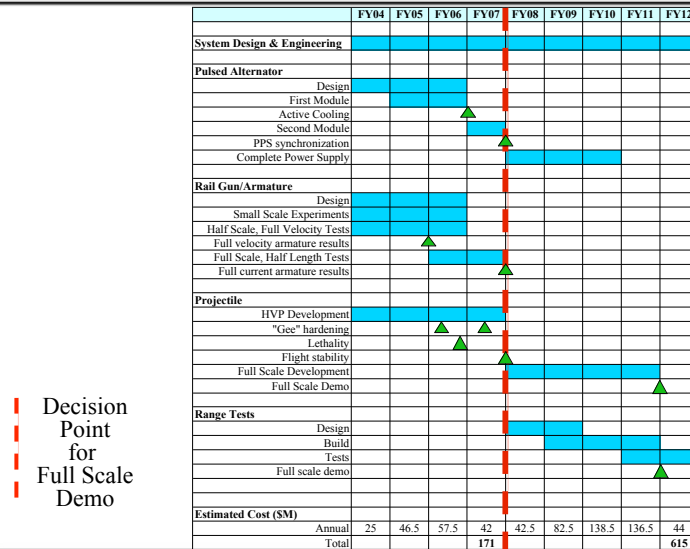 FY04 FY05 FY06 FY07 FY08 FY09 FY10 FY11 FY12
System Design & Engineering
Pulsed Alternator
Design
First Module
Active Cooling
Second Module
PPS synchronization
Complete Power Supply
Rail Gun/Armature
Design
Small Scale Experiments
Half Scale, Full Velocity Tests
Full velocity armature results
Full Scale, Half Length Tests
Full current armature results
Projectile
HVP Development
"Gee" hardening
Lethality
Flight stability
Full Scale Development
Full Scale Demo
Range Tests
Design
Build
Tests
Full scale demo
Estimated Cost ($M)
Annual 25 46.5 57.5 42 42.5 82.5 138.5 136.5 44
Total 171 615
Decision
Point
for
Full Scale
Demo